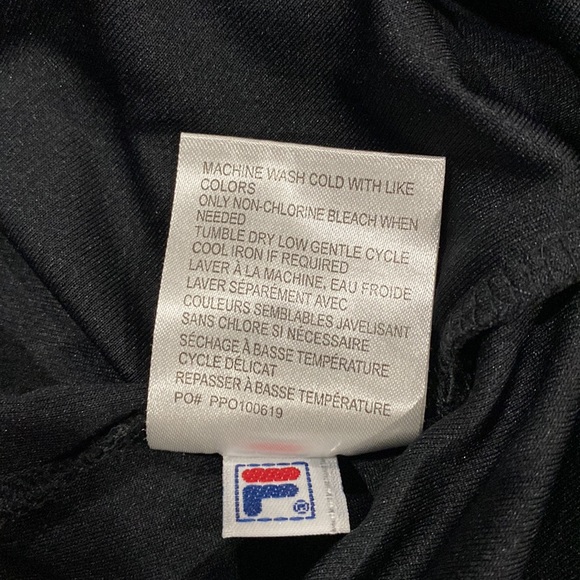 MACHINE WASH COLD WITH LIKE
COLORS
ONLY NON-CHLORINE BLEACH WHEN
NEEDED
TUMBLE DRY LOW GENTLE CYCLE
COOL IRON IF REQUIRED
LAVER À LA MACHINE, EAU FROIDE
LAVER SÉPARÉMENT AVEC
COULEURS SEMBLABLES JAVELISANT
SANS CHLORE SI NÉCESSAIRE
SÉCHAGE À BASSE TEMPÉRATURE
CYCLE DÉLICAT
REPASSER À BASSE TEMPÉRATURE
PO# PPO100619
F ®